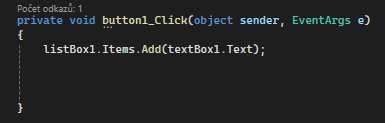 Počet odkazů: 1
private void button1_Click(object sender, EventArgs e)
{
listBox1.Items.Add(textBox1.Text);
}